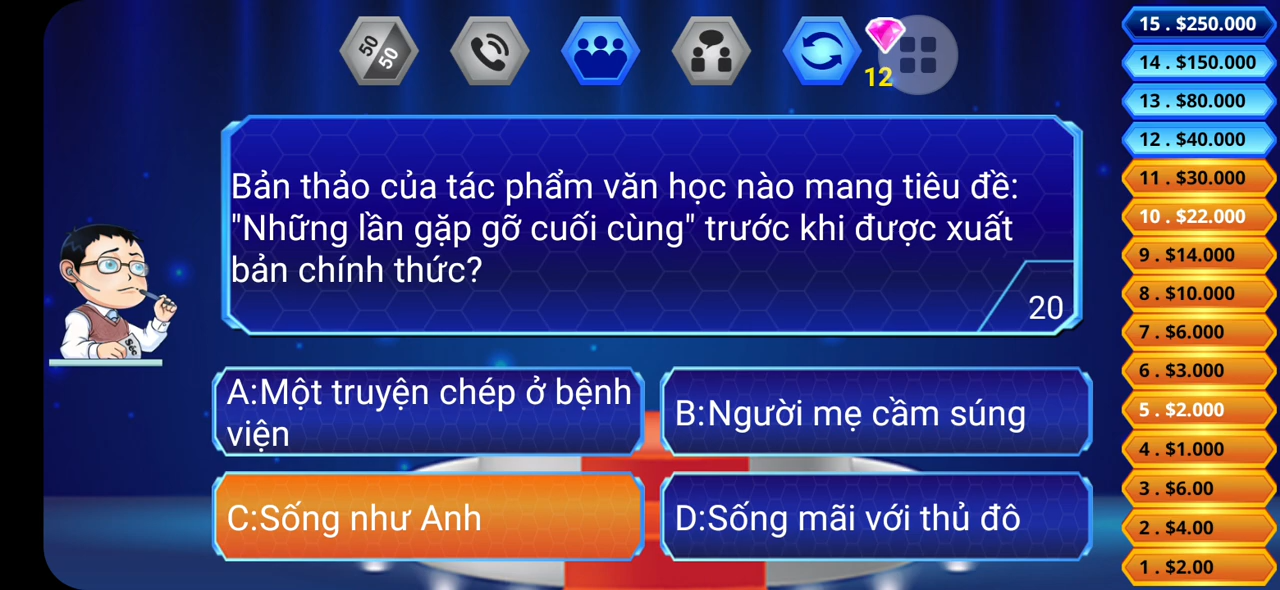 50
50
12
Bản thảo của tác phẩm văn học nào mang tiêu đề:
"Những lần gặp gỡ cuối cùng" trước khi được xuất
bản chính thức?
20
A:Một truyện chép ở bệnh
viện
B:Người mẹ cầm súng
C:Sống như Anh
D:Sống mãi với thủ đô
15 . $250.000
14 . $150.000
13 . $80.000
12 . $40.000
11 . $30.000
10 . $22.000
9 . $14.000
8 . $10.000
7 . $6.000
6 . $3.000
5 . $2.000
4 . $1.000
3 . $6.00
2 . $4.00
1 . $2.00